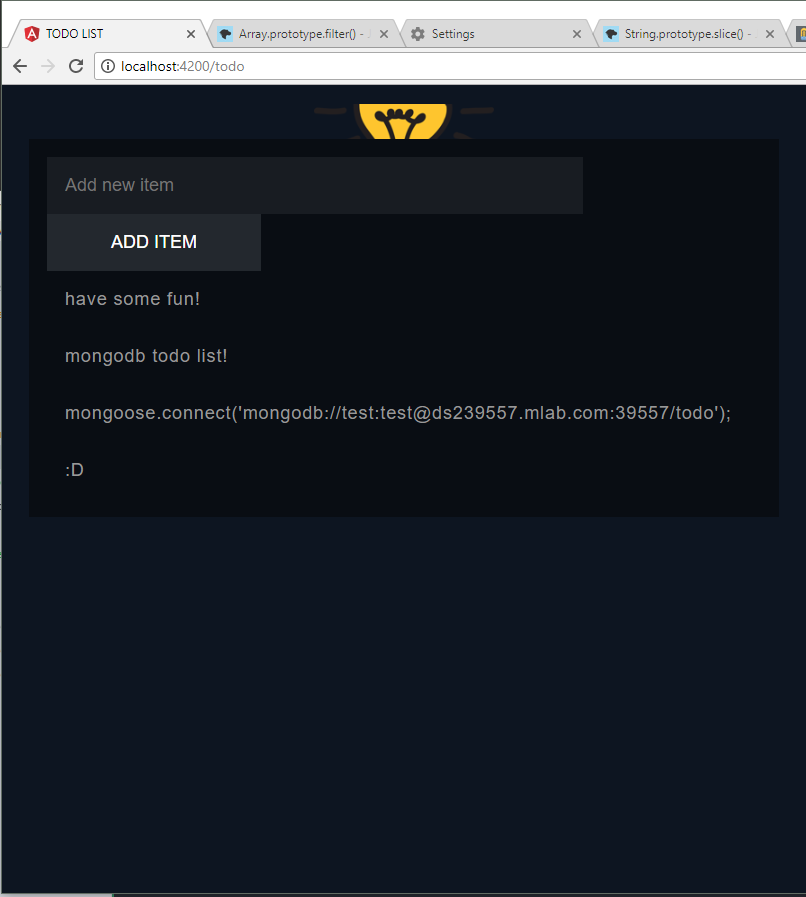 TODO LIST
Array.prototype.filter() -
Settings
String.prototype.slice() -
localhost:4200/todo
Add new item
ADD ITEM
have some fun!
mongodb todo list!
mongoose.connect('mongodb://test:test@ds239557.mlab.com:39557/todo');
:D